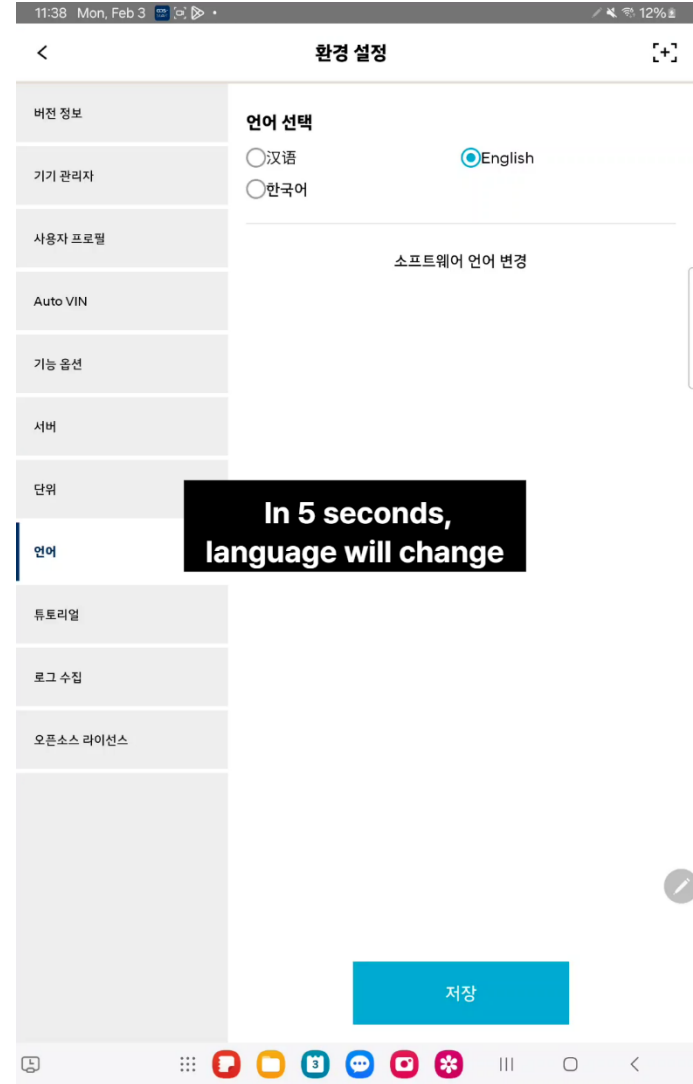 11:38 Mon, Feb 3
12%
환경 설정
버전 정보
기기 관리자
사용자 프로필
Auto VIN
기능 옵션
서버
단위
언어
튜토리얼
로그 수집
오픈소스 라이선스
언어 선택
汉语
English
한국어
소프트웨어 언어 변경
In 5 seconds,
language will change
저장
3